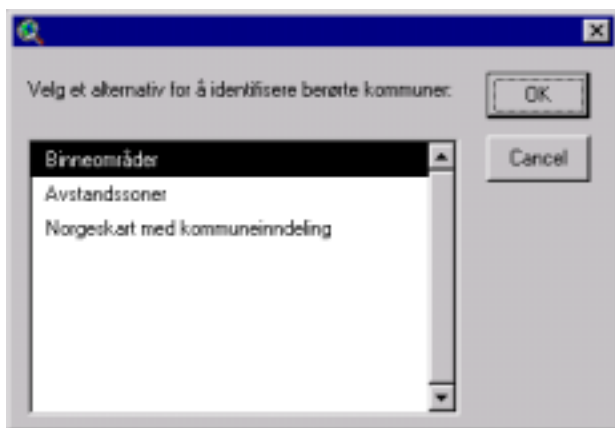 Velg et alternativ for å identifisere berørte kommuner:
OK
Binneområder
Cancel
Avstandssoner
Norgeskart med kommuneinndeling